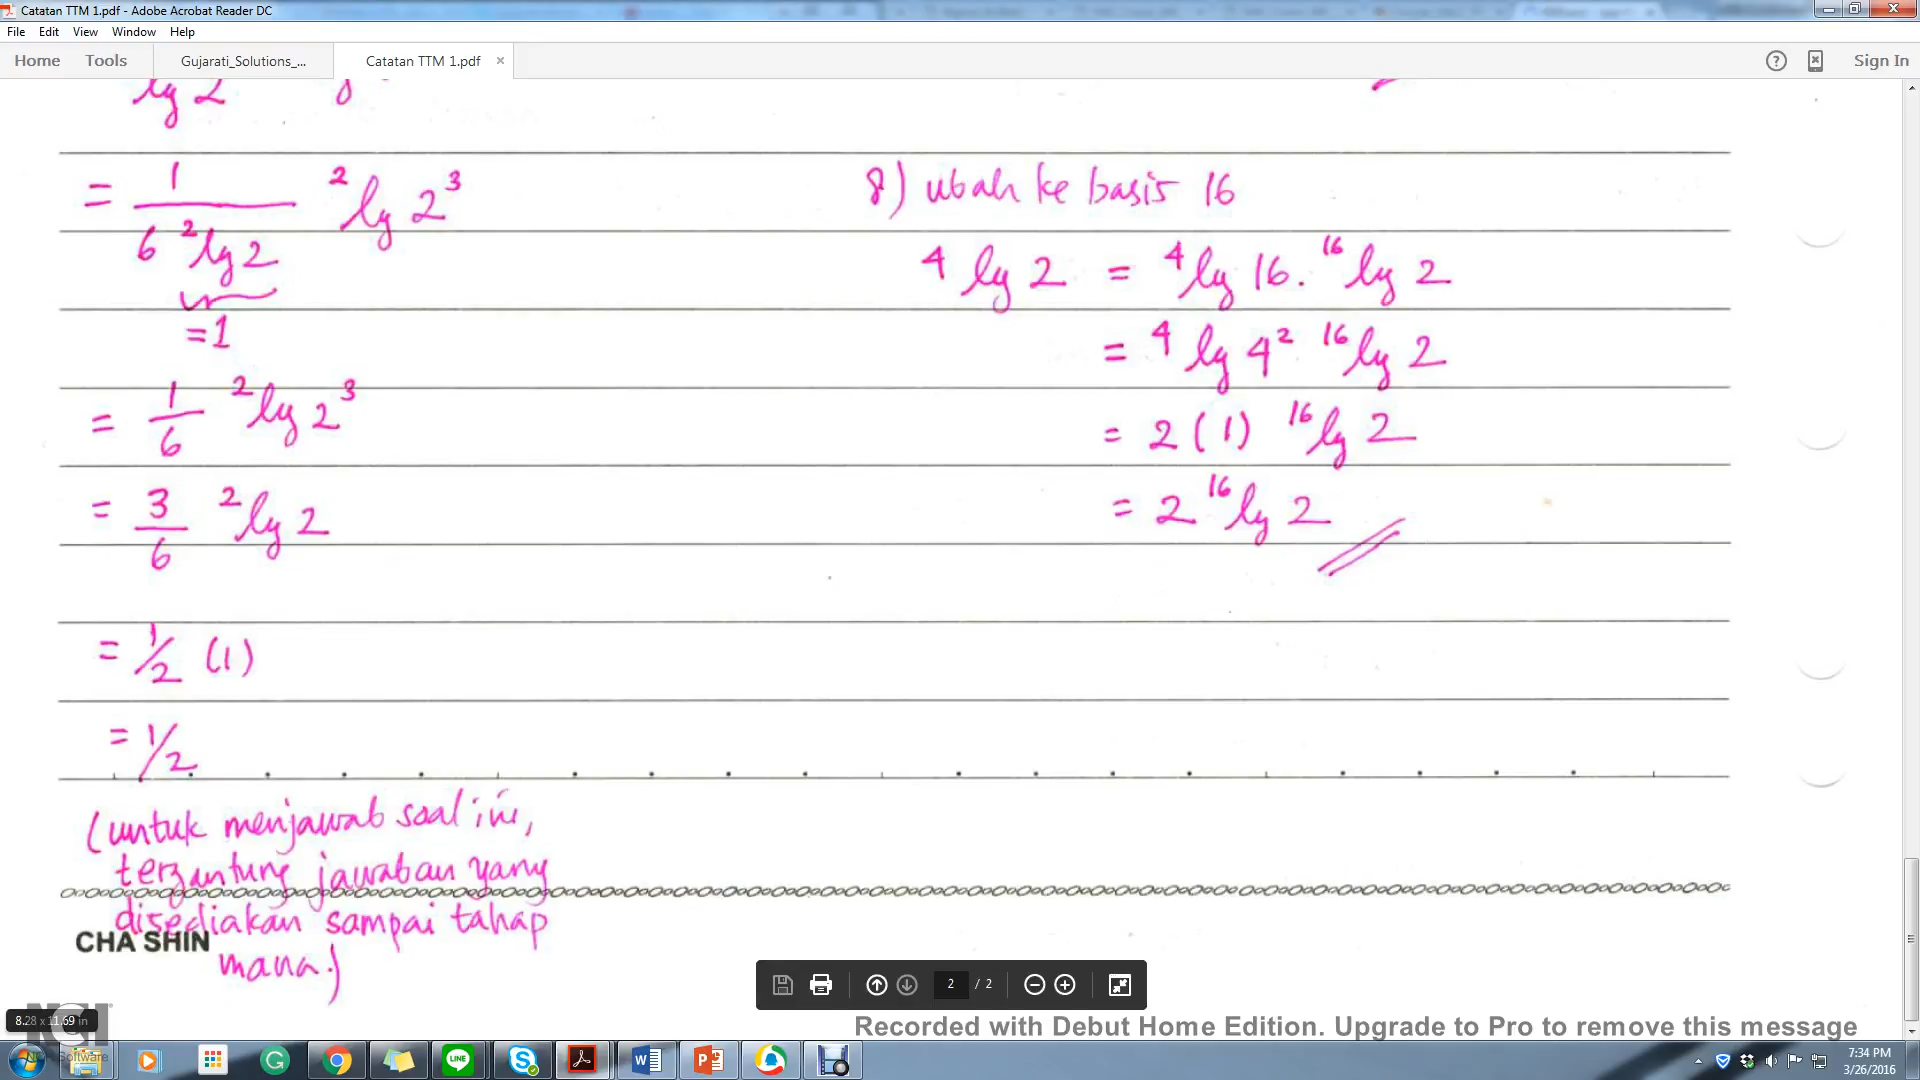 Catatan TTM 1.pdf - Adobe Acrobat Reader DC
File Edit View Window Help
Home Tools Gujarati_Solutions_... Catatan TTM 1.pdf × Sign In
lg 2
= 1 / 6 ²lg 2 ²lg 2³
= 1
= 1/6 ²lg 2³
= 3/6 ²lg 2
= 1/2 (1)
= 1/2
(untuk menjawab soal ini,
tergantung jawaban yang
disediakan sampai tahap
mana.)
8) ubah ke basis 16
⁴lg 2 = ⁴lg 16 . ¹⁶lg 2
= ⁴lg 4² ¹⁶lg 2
= 2 (1) ¹⁶lg 2
= 2 ¹⁶lg 2
CHA SHIN
2 / 2
8.28 x 11.69 in
Recorded with Debut Home Edition. Upgrade to Pro to remove this message
NCH Software
7:34 PM
3/26/2016